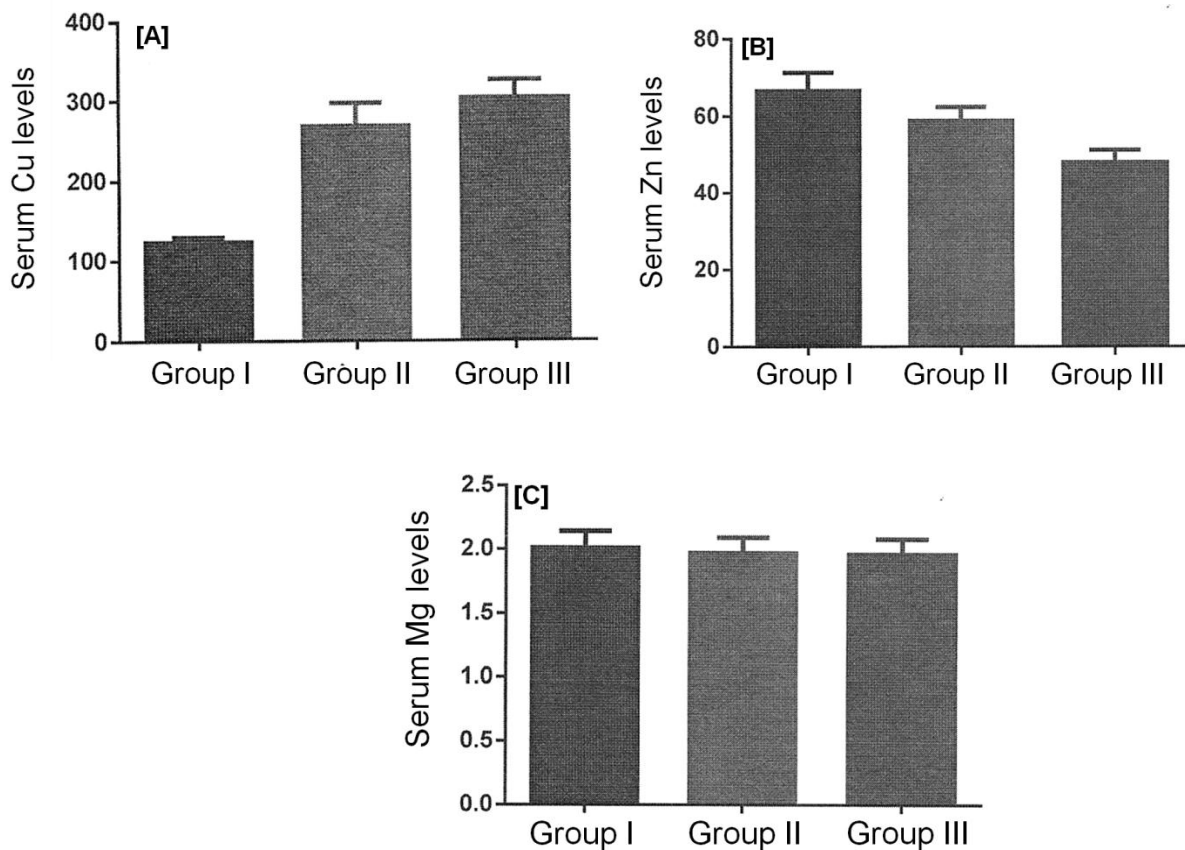 [A]
Serum Cu levels
400
300
200
100
0
Group I Group II Group III
[B]
Serum Zn levels
80
60
40
20
0
Group I Group II Group III
[C]
Serum Mg levels
2.5
2.0
1.5
1.0
0.5
0.0
Group I Group II Group III